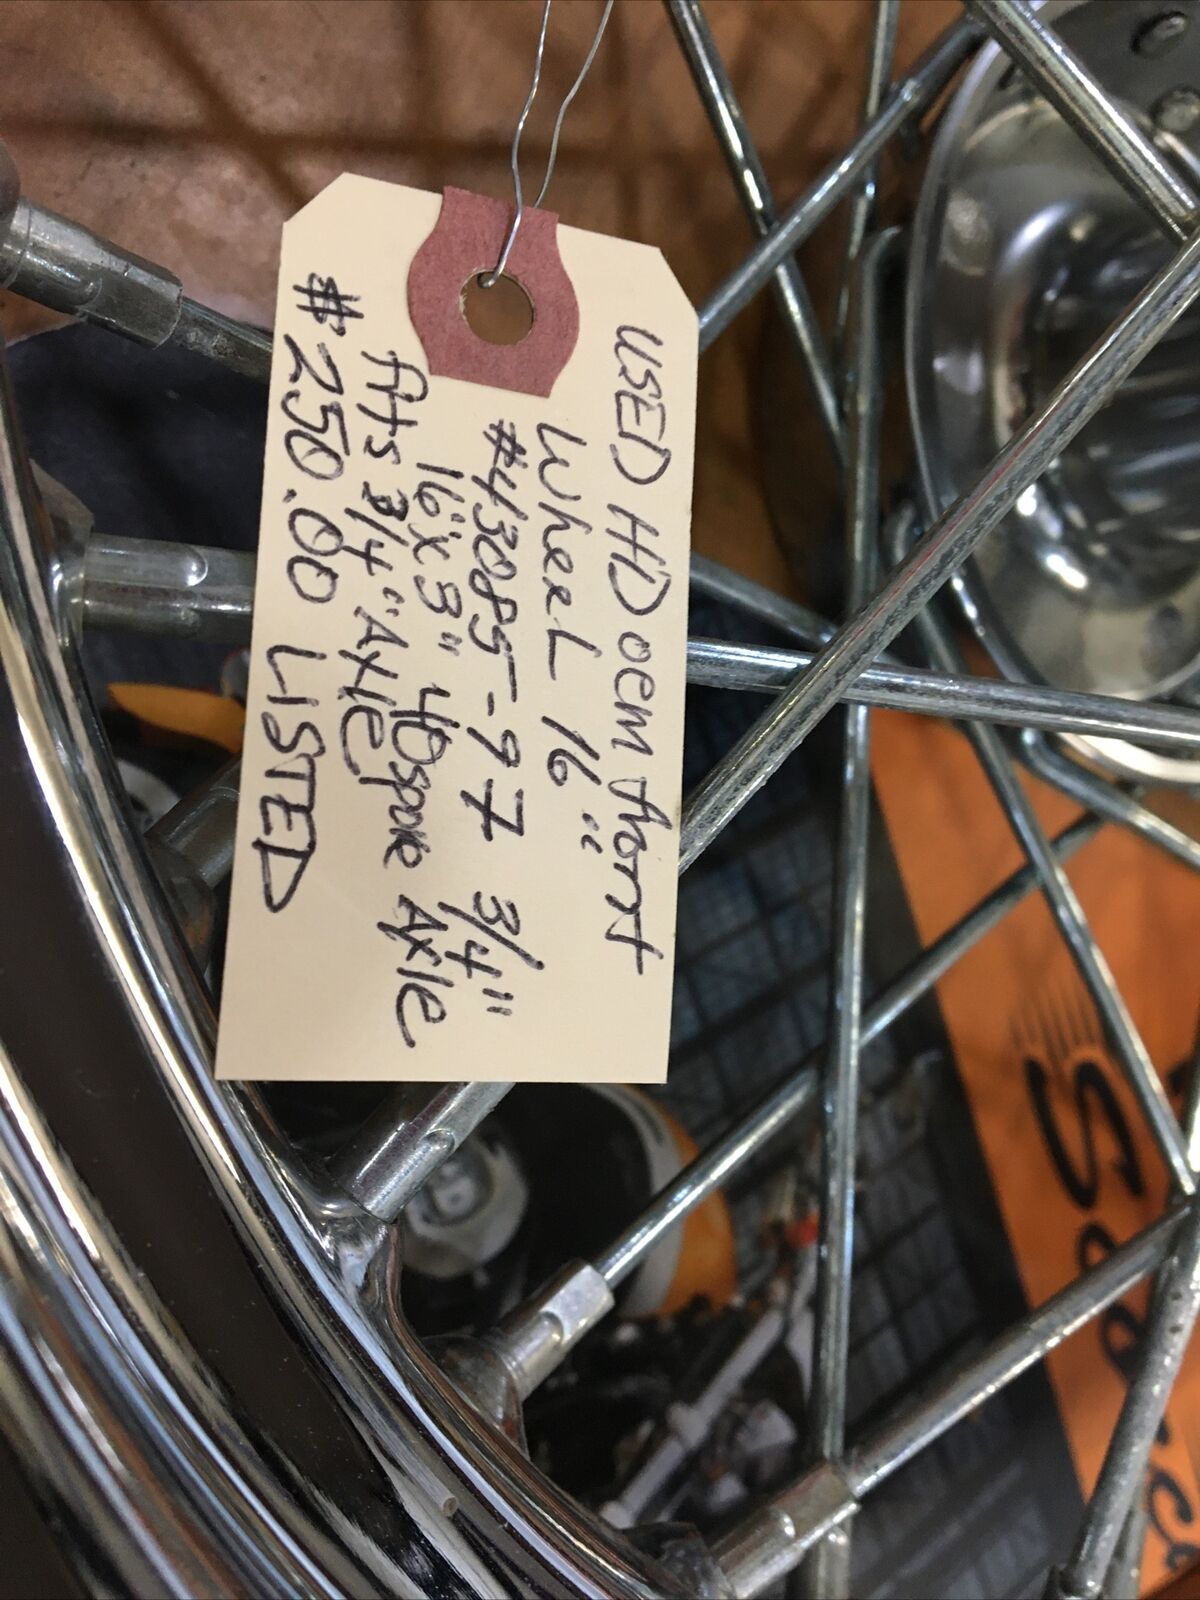 USED HD oem front
Wheel 16"
#43085-97 3/4"
16"x3" 40spoke Axle
fits 3/4" AxlE
$250.00 LISTED